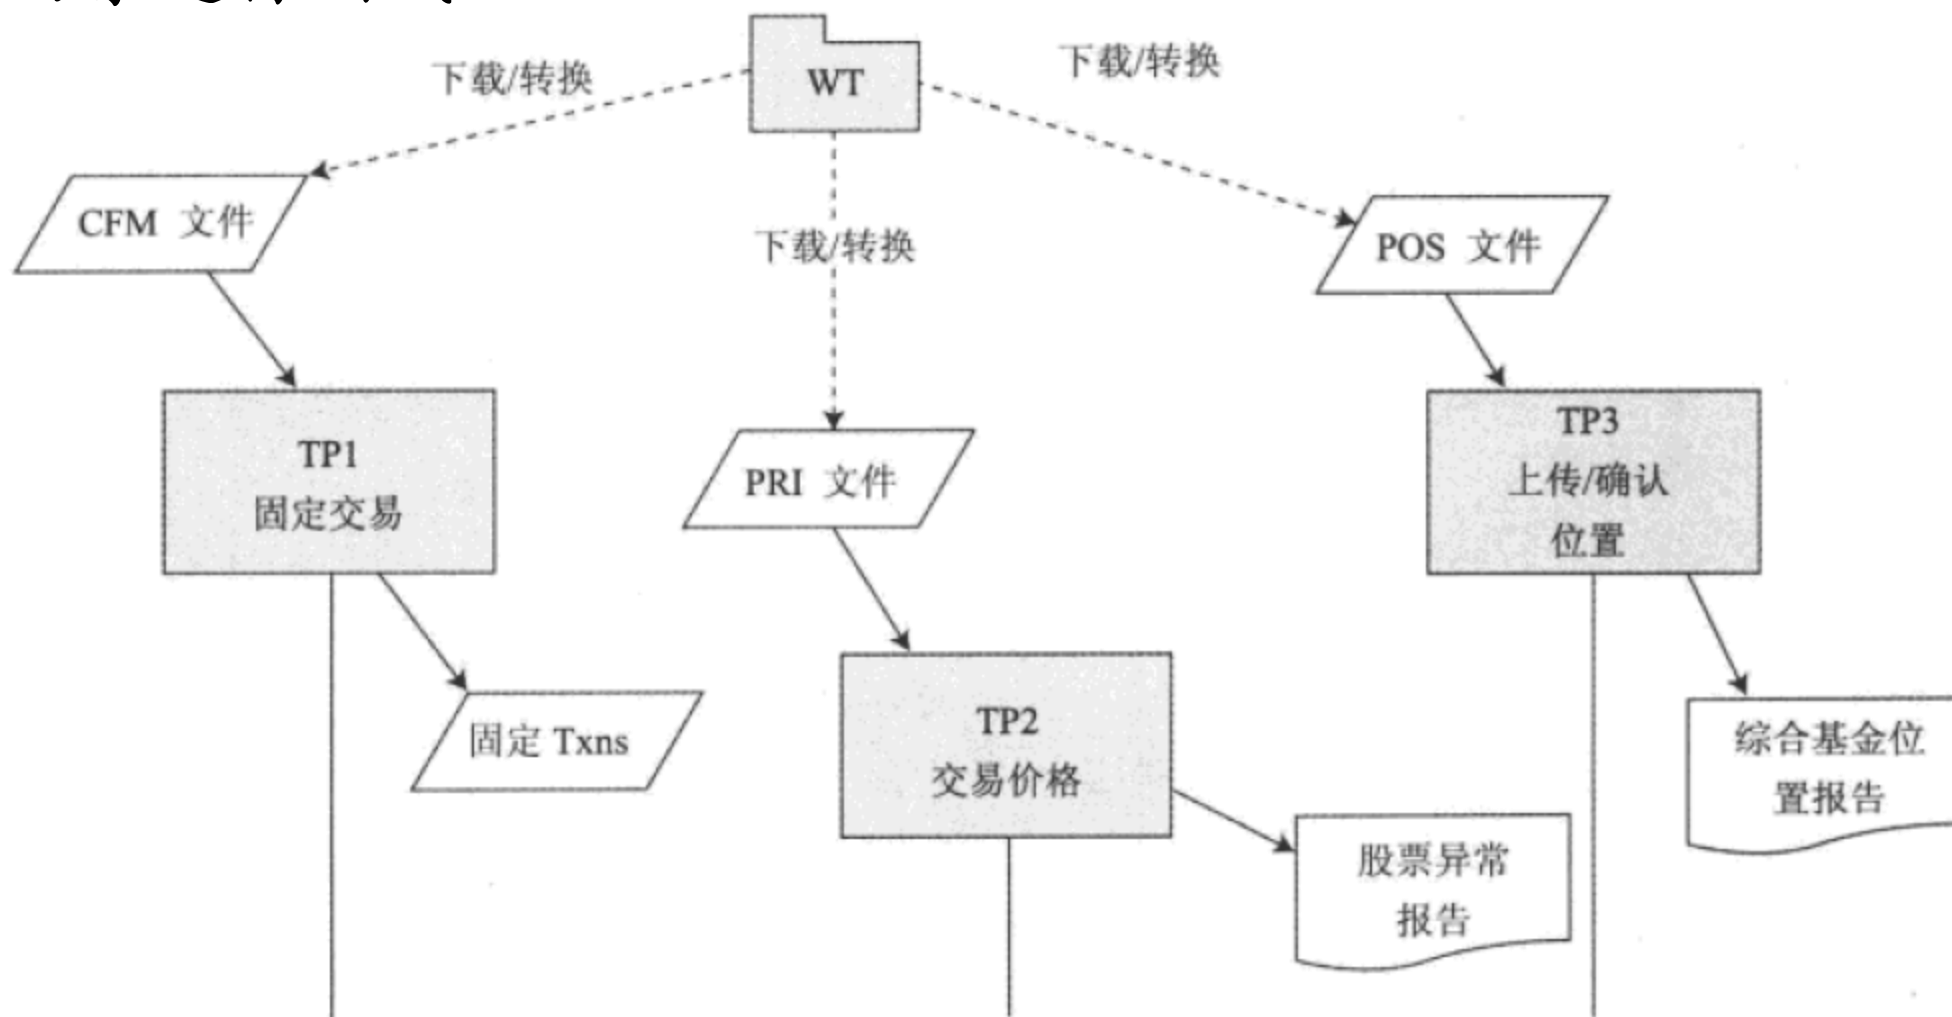 下载/转换
WT
下载/转换
CFM 文件
下载/转换
POS 文件
TP1
固定交易
PRI 文件
TP3
上传/确认
位置
固定 Txns
TP2
交易价格
综合基金位
置报告
股票异常
报告